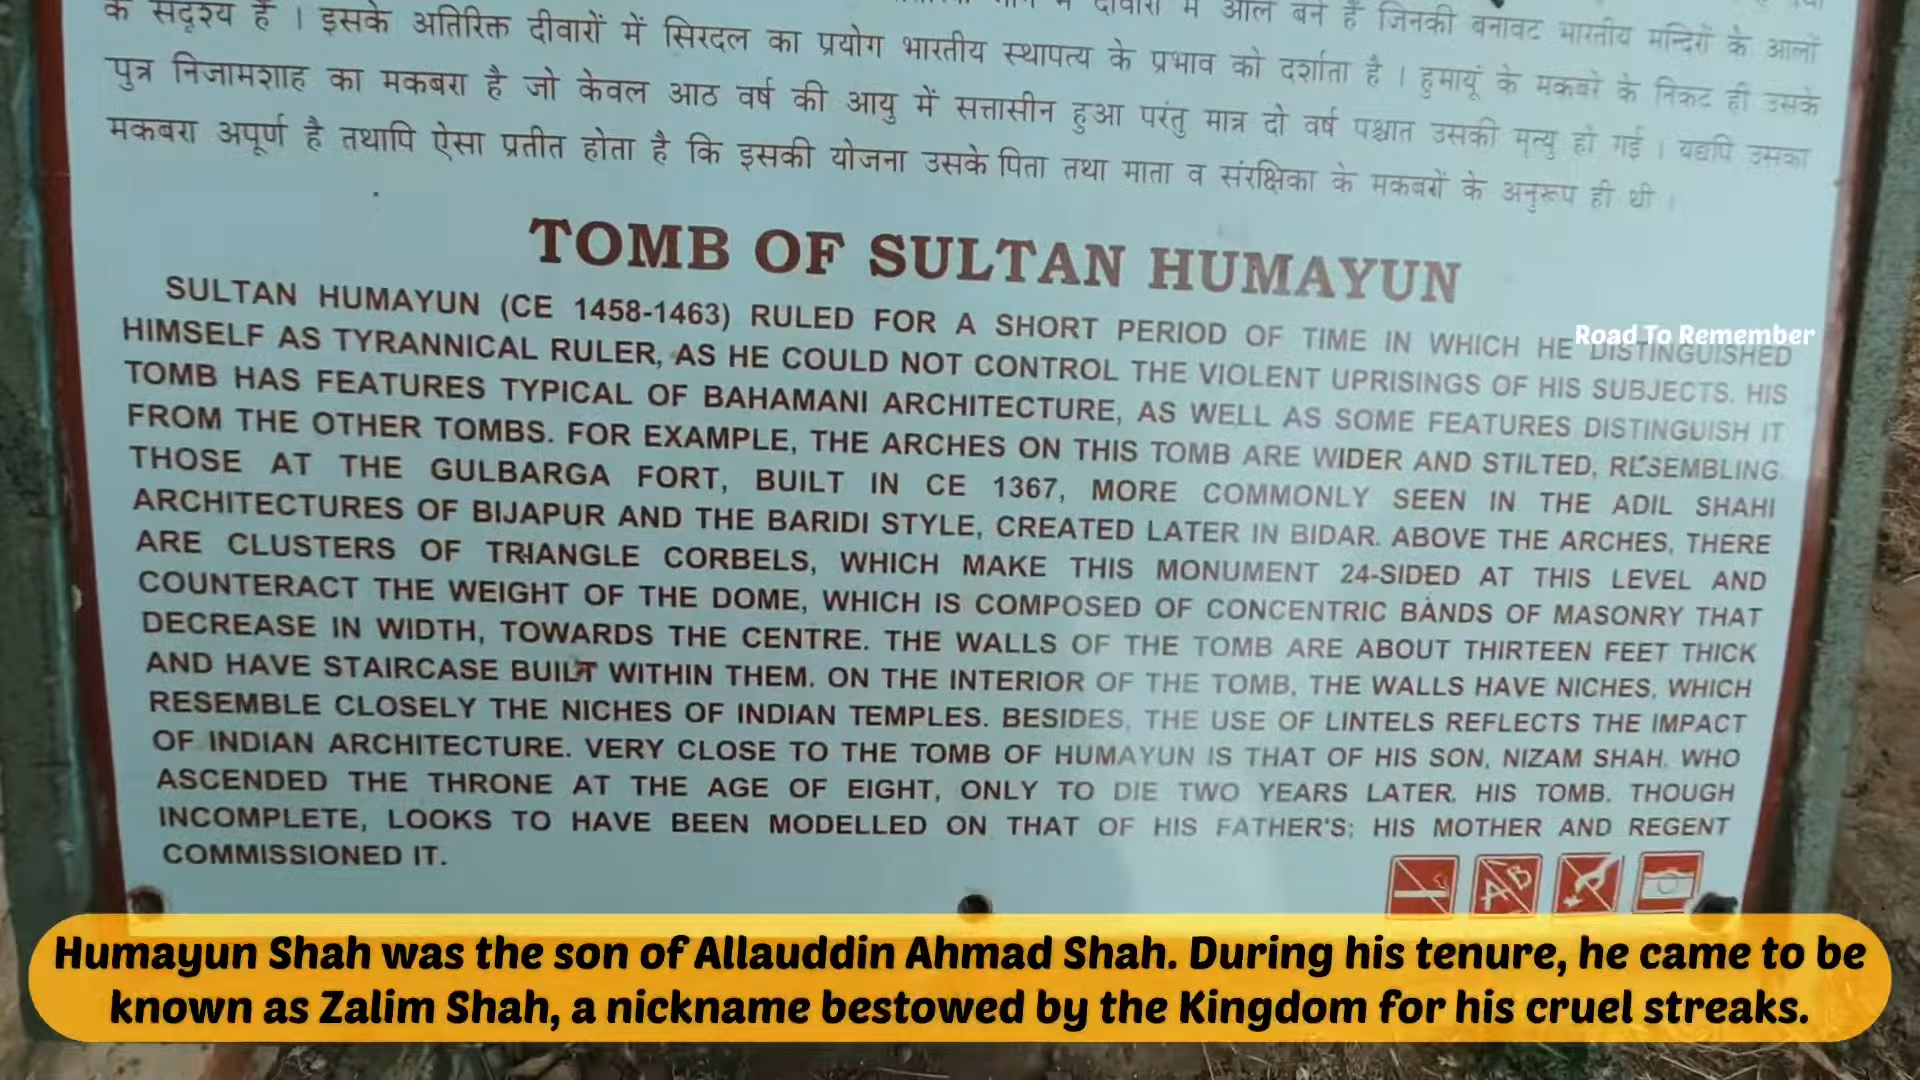 के सदृश्य है । इसके अतिरिक्त दीवारों में सिरदल का प्रयोग भारतीय स्थापत्य के प्रभाव को दर्शाता है । हुमायूं के मकबरे के निकट ही उसके
में आले बने हैं जिनकी बनावट भारतीय मन्दिरों के आलों
पुत्र निजामशाह का मकबरा है जो केवल आठ वर्ष की आयु में सत्तासीन हुआ परंतु मात्र दो वर्ष पश्चात उसकी मृत्यु हो गई । यद्यपि उसका
मकबरा अपूर्ण है तथापि ऐसा प्रतीत होता है कि इसकी योजना उसके पिता तथा माता व संरक्षिका के मकबरों के अनुरूप ही थी ।
TOMB OF SULTAN HUMAYUN
SULTAN HUMAYUN (CE 1458-1463) RULED FOR A SHORT PERIOD OF TIME IN WHICH HE DISTINGUISHED
Road To Remember
HIMSELF AS TYRANNICAL RULER, AS HE COULD NOT CONTROL THE VIOLENT UPRISINGS OF HIS SUBJECTS. HIS
TOMB HAS FEATURES TYPICAL OF BAHAMANI ARCHITECTURE, AS WELL AS SOME FEATURES DISTINGUISH IT
FROM THE OTHER TOMBS. FOR EXAMPLE, THE ARCHES ON THIS TOMB ARE WIDER AND STILTED, RESEMBLING
THOSE AT THE GULBARGA FORT, BUILT IN CE 1367, MORE COMMONLY SEEN IN THE ADIL SHAHI
ARCHITECTURES OF BIJAPUR AND THE BARIDI STYLE, CREATED LATER IN BIDAR. ABOVE THE ARCHES, THERE
ARE CLUSTERS OF TRIANGLE CORBELS, WHICH MAKE THIS MONUMENT 24-SIDED AT THIS LEVEL AND
COUNTERACT THE WEIGHT OF THE DOME, WHICH IS COMPOSED OF CONCENTRIC BANDS OF MASONRY THAT
DECREASE IN WIDTH, TOWARDS THE CENTRE. THE WALLS OF THE TOMB ARE ABOUT THIRTEEN FEET THICK
AND HAVE STAIRCASE BUILT WITHIN THEM. ON THE INTERIOR OF THE TOMB, THE WALLS HAVE NICHES, WHICH
RESEMBLE CLOSELY THE NICHES OF INDIAN TEMPLES. BESIDES, THE USE OF LINTELS REFLECTS THE IMPACT
OF INDIAN ARCHITECTURE. VERY CLOSE TO THE TOMB OF HUMAYUN IS THAT OF HIS SON, NIZAM SHAH, WHO
ASCENDED THE THRONE AT THE AGE OF EIGHT, ONLY TO DIE TWO YEARS LATER. HIS TOMB, THOUGH
INCOMPLETE, LOOKS TO HAVE BEEN MODELLED ON THAT OF HIS FATHER'S; HIS MOTHER AND REGENT
COMMISSIONED IT.
AB
Humayun Shah was the son of Allauddin Ahmad Shah. During his tenure, he came to be
known as Zalim Shah, a nickname bestowed by the Kingdom for his cruel streaks.